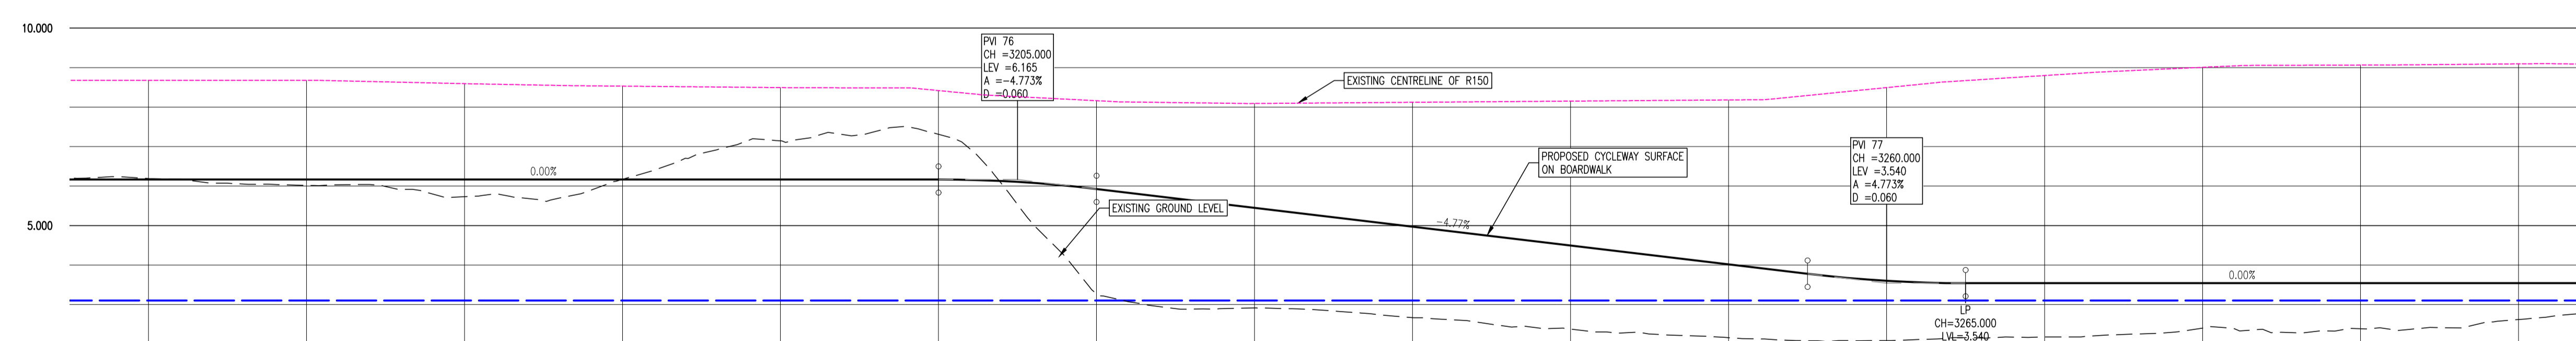 10.000
PVI 76
CH =3205.000
LEV =6.165
A =-4.773%
D =0.060
EXISTING CENTRELINE OF R150
PVI 77
CH =3260.000
LEV =3.540
A =4.773%
D =0.060
PROPOSED CYCLEWAY SURFACE
ON BOARDWALK
0.00%
EXISTING GROUND LEVEL
5.000
-4.77%
0.00%
LP
CH=3265.000
LVL=3.540